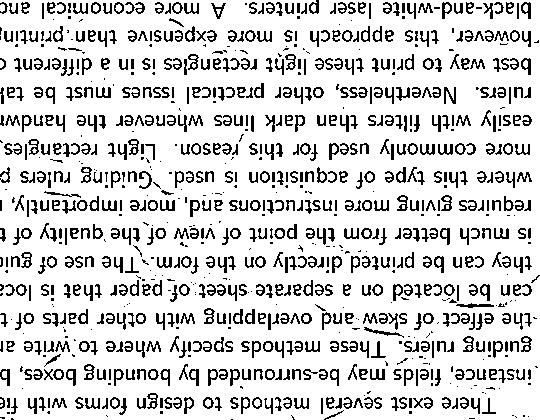 There exist several methods to design forms with fie
instance, fields may be surrounded by bounding boxes, b
guiding rulers. These methods specify where to write an
the effect of skew and overlapping with other parts of t
can be located on a separate sheet of paper that is loca
they can be printed directly on the form. The use of guid
is much better from the point of view of the quality of t
requires giving more instructions and, more importantly,
where this type of acquisition is used. Guiding rulers p
more commonly used for this reason. Light rectangles
easily with filters than dark lines whenever the handwr
rulers. Nevertheless, other practical issues must be tak
best way to print these light rectangles is in a different c
however, this approach is more expensive than printing
black-and-white laser printers. A more economical and